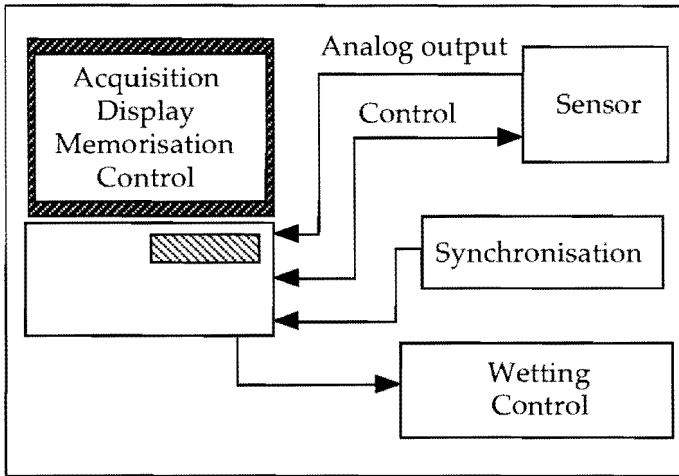 Acquisition
Display
Memorisation
Control
Analog output
Control
Sensor
Synchronisation
Wetting
Control